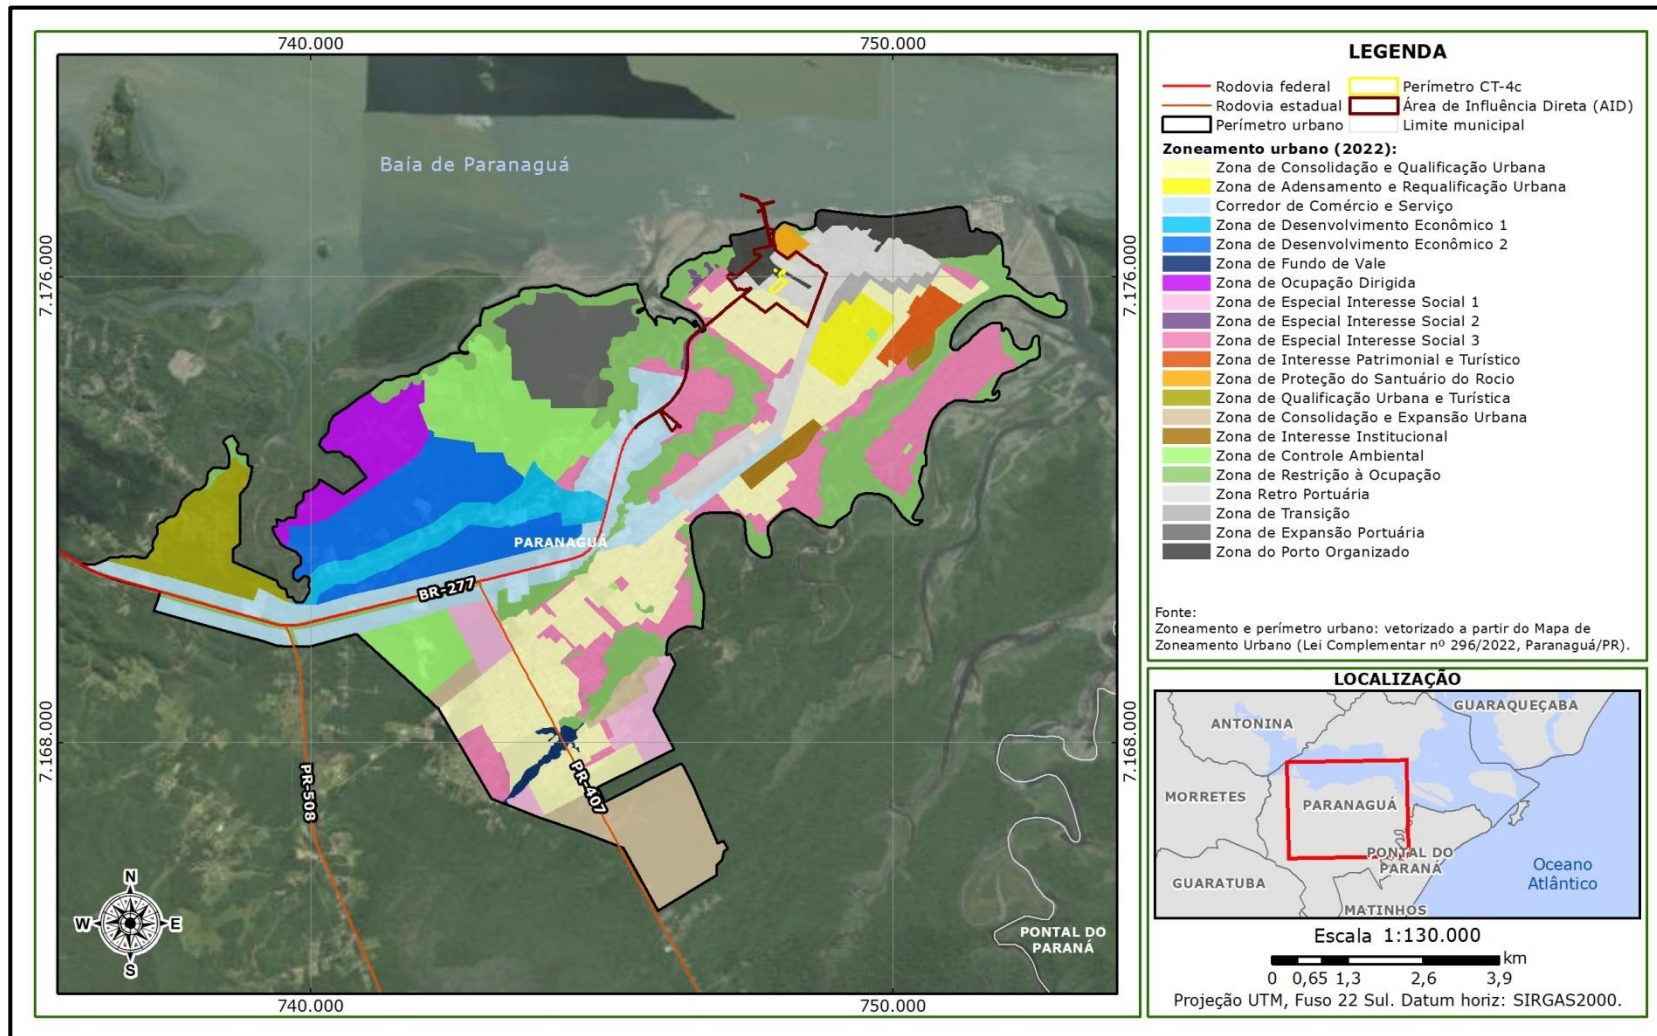 740.000
750.000
7.176.000
7.176.000
7.168.000
7.168.000
740.000
750.000
Baía de Paranaguá
PARANAGUÁ
BR-277
PR-508
PR-407
PONTAL DO
PARANÁ
N
W
E
S
LEGENDA
Rodovia federal
Perímetro CT-4c
Rodovia estadual
Área de Influência Direta (AID)
Perímetro urbano
Limite municipal
Zoneamento urbano (2022):
Zona de Consolidação e Qualificação Urbana
Zona de Adensamento e Requalificação Urbana
Corredor de Comércio e Serviço
Zona de Desenvolvimento Econômico 1
Zona de Desenvolvimento Econômico 2
Zona de Fundo de Vale
Zona de Ocupação Dirigida
Zona de Especial Interesse Social 1
Zona de Especial Interesse Social 2
Zona de Especial Interesse Social 3
Zona de Interesse Patrimonial e Turístico
Zona de Proteção do Santuário do Rocio
Zona de Qualificação Urbana e Turística
Zona de Consolidação e Expansão Urbana
Zona de Interesse Institucional
Zona de Controle Ambiental
Zona de Restrição à Ocupação
Zona Retro Portuária
Zona de Transição
Zona de Expansão Portuária
Zona do Porto Organizado
Fonte:
Zoneamento e perímetro urbano: vetorizado a partir do Mapa de
Zoneamento Urbano (Lei Complementar nº 296/2022, Paranaguá/PR).
LOCALIZAÇÃO
ANTONINA
GUARAQUEÇABA
MORRETES
PARANAGUÁ
PONTAL DO
PARANÁ
GUARATUBA
MATINHOS
Oceano
Atlântico
Escala 1:130.000
km
0 0,65 1,3 2,6 3,9
Projeção UTM, Fuso 22 Sul. Datum horiz: SIRGAS2000.